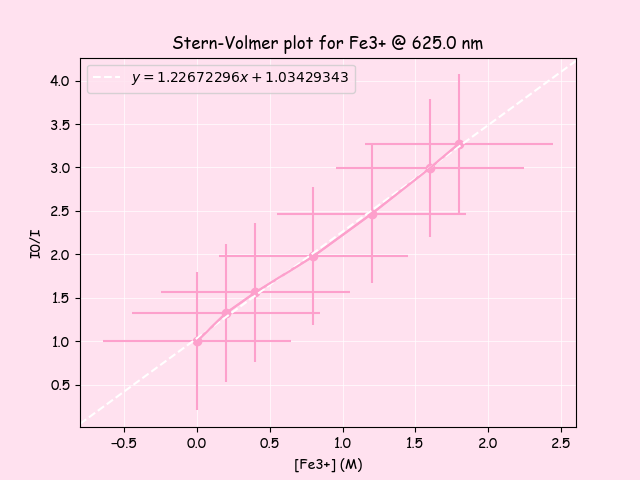 Stern-Volmer plot for Fe3+ @ 625.0 nm
y = 1.22672296x + 1.03429343
4.0
3.5
3.0
2.5
2.0
1.5
1.0
0.5
I0/I
−0.5 0.0 0.5 1.0 1.5 2.0 2.5
[Fe3+] (M)